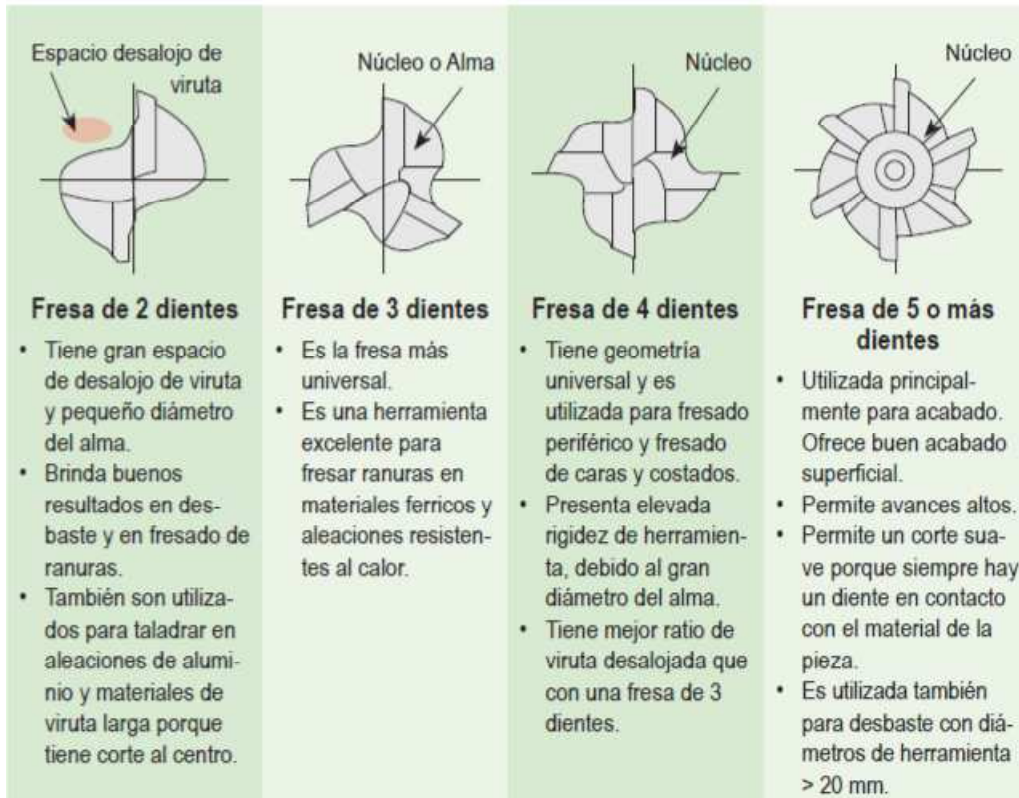 Espacio desalojo de
viruta
Fresa de 2 dientes
• Tiene gran espacio
de desalojo de viruta
y pequeño diámetro
del alma.
• Brinda buenos
resultados en des-
baste y en fresado de
ranuras.
• También son utiliza-
dos para taladrar en
aleaciones de alumi-
nio y materiales de
viruta larga porque
tiene corte al centro.
Núcleo o Alma
Fresa de 3 dientes
• Es la fresa más
universal.
• Es una herramienta
excelente para
fresar ranuras en
materiales ferricos y
aleaciones resisten-
tes al calor.
Núcleo
Fresa de 4 dientes
• Tiene geometría
universal y es
utilizada para fresado
periférico y fresado
de caras y costados.
• Presenta elevada
rigidez de herramien-
ta, debido al gran
diámetro del alma.
• Tiene mejor ratio de
viruta desalojada que
con una fresa de 3
dientes.
Núcleo
Fresa de 5 o más
dientes
• Utilizada principal-
mente para acabado.
Ofrece buen acabado
superficial.
• Permite avances altos.
• Permite un corte sua-
ve porque siempre hay
un diente en contacto
con el material de la
pieza.
• Es utilizada también
para desbaste con diá-
metros de herramienta
> 20 mm.